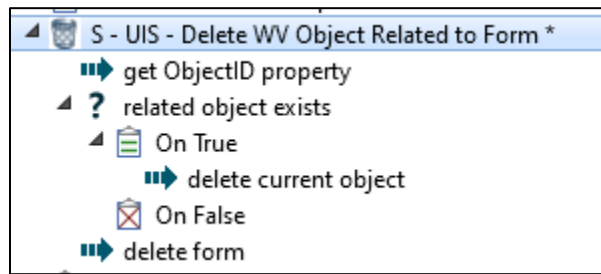 S - UIS - Delete WV Object Related to Form *
get ObjectID property
? related object exists
On True
delete current object
On False
delete form